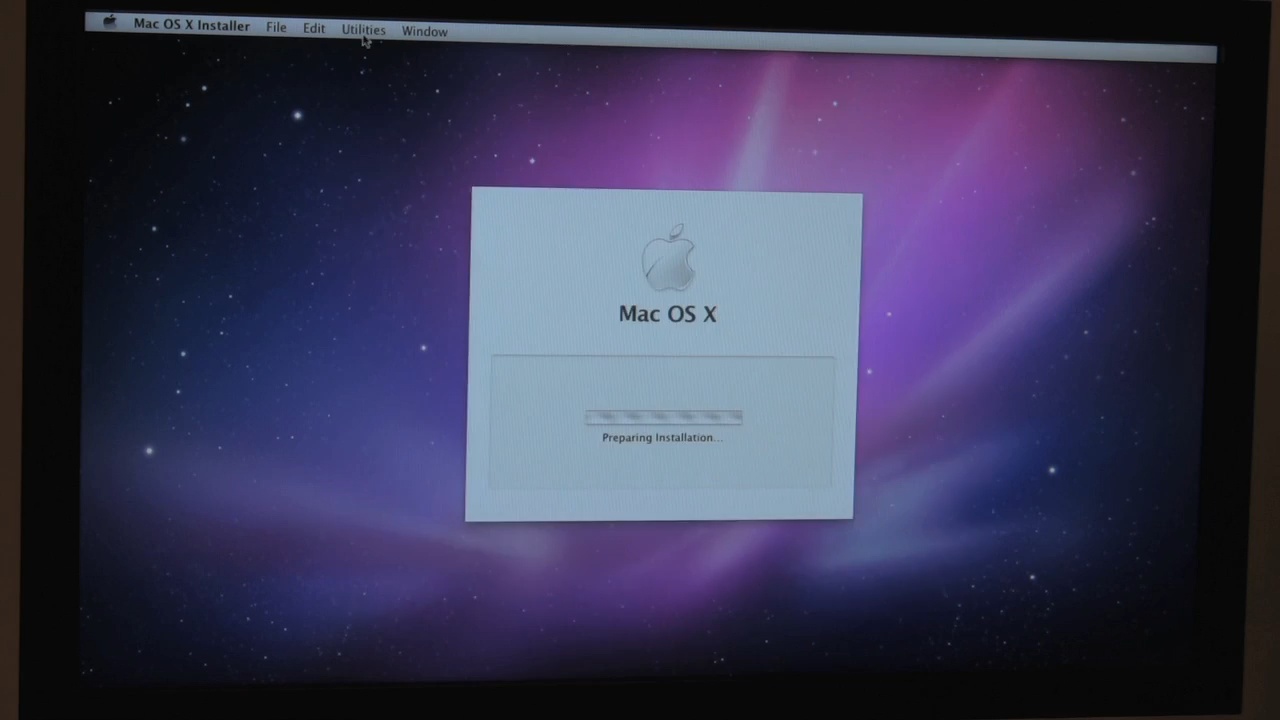 Mac OS X Installer File Edit Utilities Window
Mac OS X
Preparing Installation...